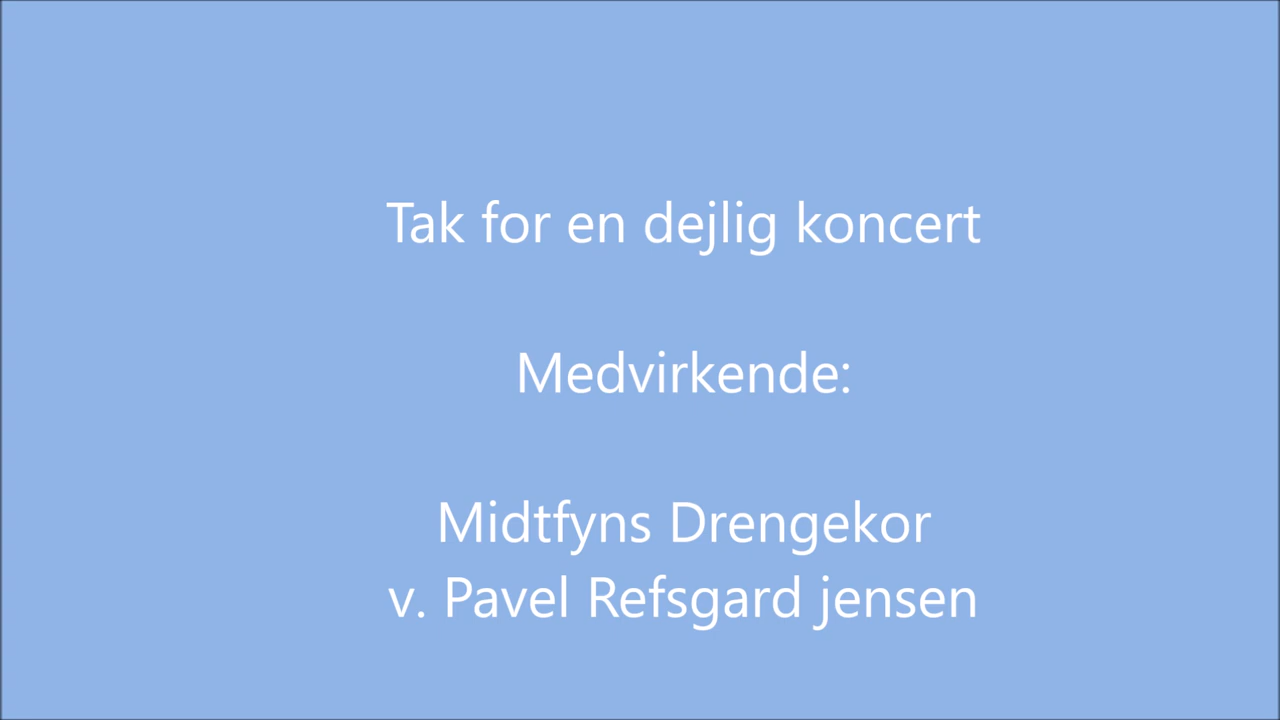 Tak for en dejlig koncert
Medvirkende:
Midtfyns Drengekor
v. Pavel Refsgard jensen